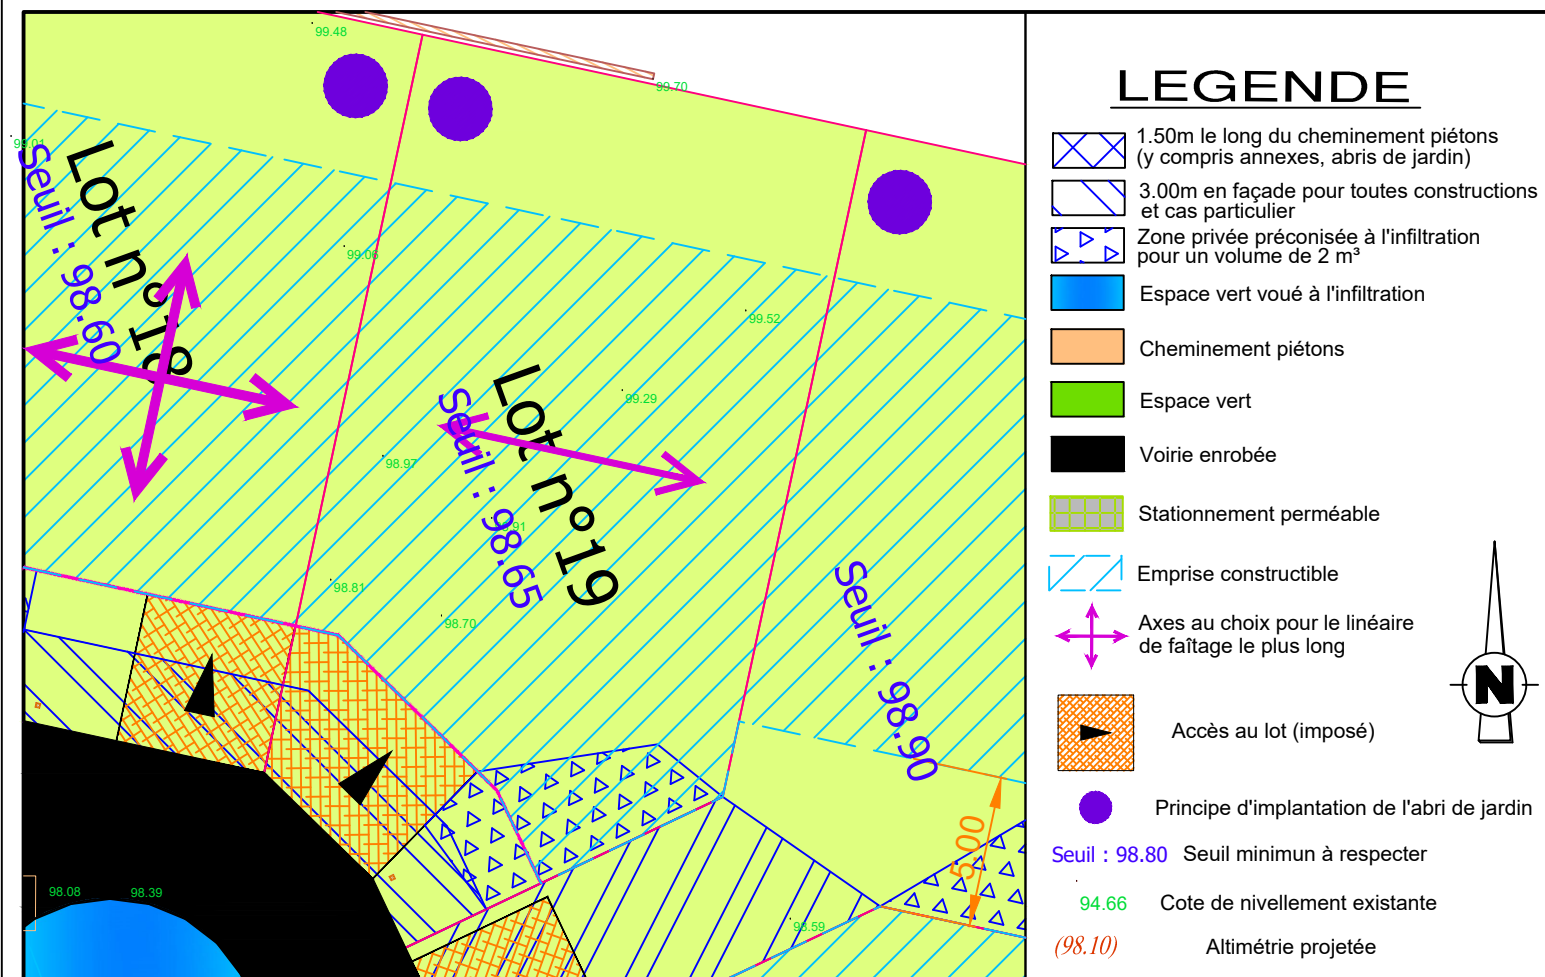 99.48
99.70
99.01
Lot n°18
Seuil : 98.60
99.06
99.52
99.29
Lot n°19
Seuil : 98.65
98.97
98.81
98.70
Seuil : 98.90
5.00
98.08
98.39
98.59
LEGENDE
1.50m le long du cheminement piétons
(y compris annexes, abris de jardin)
3.00m en façade pour toutes constructions
et cas particulier
Zone privée préconisée à l'infiltration
pour un volume de 2 m³
Espace vert voué à l'infiltration
Cheminement piétons
Espace vert
Voirie enrobée
Stationnement perméable
Emprise constructible
Axes au choix pour le linéaire
de faîtage le plus long
N
Accès au lot (imposé)
Principe d'implantation de l'abri de jardin
Seuil : 98.80 Seuil minimun à respecter
94.66 Cote de nivellement existante
(98.10) Altimétrie projetée